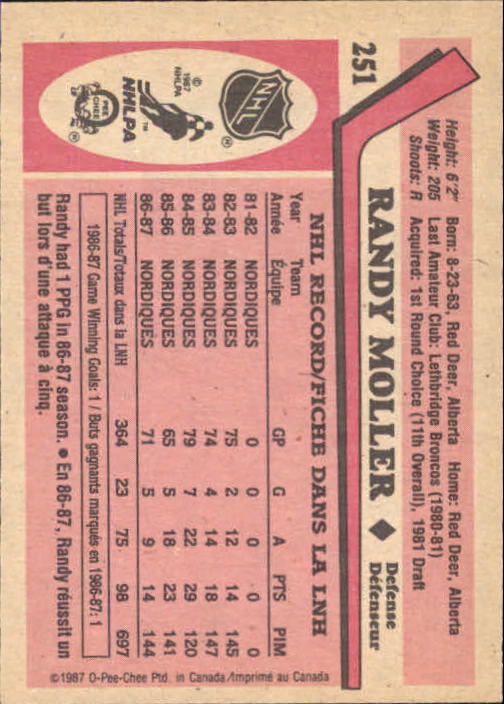 251
Height: 6'2" Born: 8-23-63, Red Deer, Alberta Home: Red Deer, Alberta
Weight: 205 Last Amateur Club: Lethbridge Broncos (1980-81)
Shoots: R Acquired: 1st Round Choice (11th Overall), 1981 Draft
RANDY MOLLER ◆ Defense
Défenseur
NHL RECORD/FICHE DANS LA LNH
Year Team
Année Équipe GP G A PTS PIM
81-82 NORDIQUES 0 0 0 0 0
82-83 NORDIQUES 75 2 12 14 145
83-84 NORDIQUES 74 4 14 18 147
84-85 NORDIQUES 79 7 22 29 120
85-86 NORDIQUES 65 5 18 23 141
86-87 NORDIQUES 71 5 9 14 144
NHL Totals/Totaux dans la LNH 364 23 75 98 697
1986-87 Game Winning Goals: 1 / Buts gagnants marqués en 1986-87: 1
Randy had 1 PPG in 86-87 season. ● En 86-87, Randy réussit un
but lors d'une attaque à cinq.
©1987 O-Pee-Chee Ptd. in Canada/Imprimé au Canada
NHL
®
©
1987
NHLPA
TM
NHLPA
O-PEE-CHEE
®